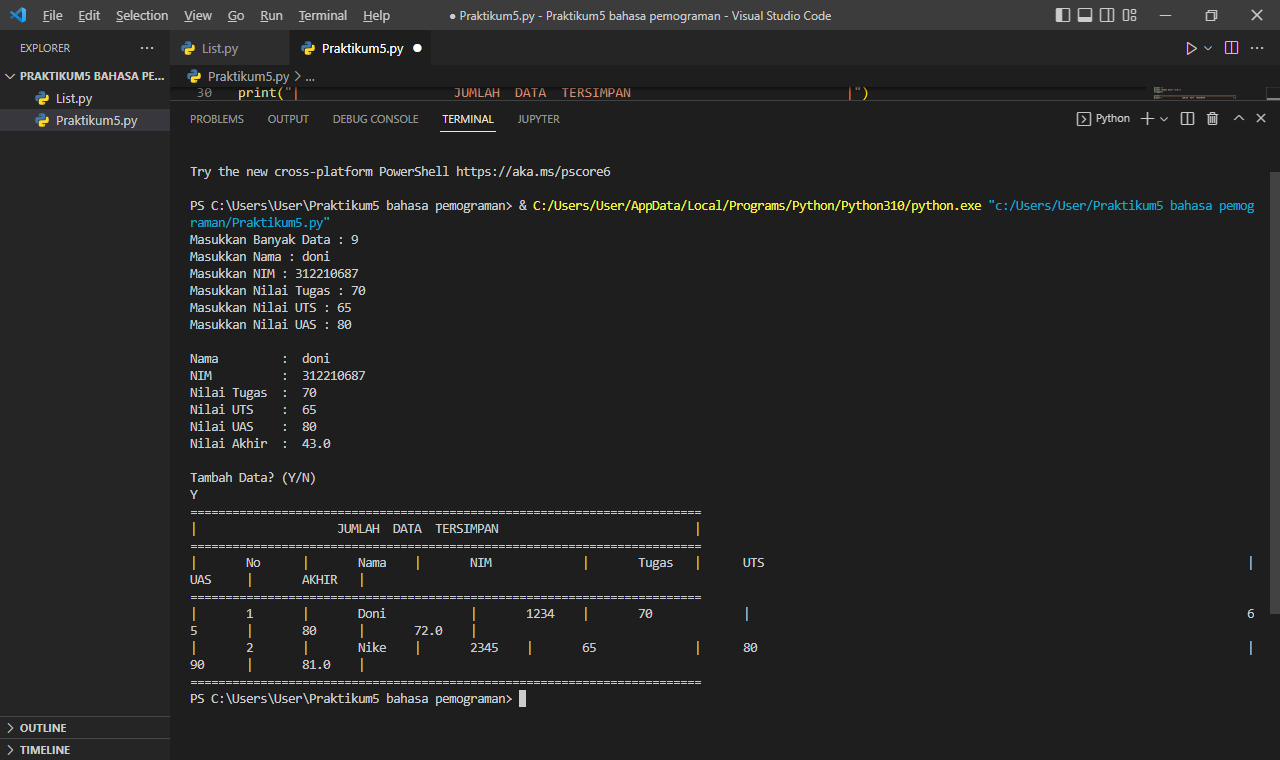 File Edit Selection View Go Run Terminal Help ● Praktikum5.py - Praktikum5 bahasa pemograman - Visual Studio Code
EXPLORER ... List.py Praktikum5.py ●
PRAKTIKUM5 BAHASA PE... Praktikum5.py > ...
List.py
Praktikum5.py
30 print("| JUMLAH DATA TERSIMPAN |")
PROBLEMS OUTPUT DEBUG CONSOLE TERMINAL JUPYTER Python
Try the new cross-platform PowerShell https://aka.ms/pscore6
PS C:\Users\User\Praktikum5 bahasa pemograman> & C:/Users/User/AppData/Local/Programs/Python/Python310/python.exe "c:/Users/User/Praktikum5 bahasa pemog
raman/Praktikum5.py"
Masukkan Banyak Data : 9
Masukkan Nama : doni
Masukkan NIM : 312210687
Masukkan Nilai Tugas : 70
Masukkan Nilai UTS : 65
Masukkan Nilai UAS : 80
Nama : doni
NIM : 312210687
Nilai Tugas : 70
Nilai UTS : 65
Nilai UAS : 80
Nilai Akhir : 43.0
Tambah Data? (Y/N)
Y
=========================================================================
| JUMLAH DATA TERSIMPAN |
=========================================================================
| No | Nama | NIM | Tugas | UTS |
UAS | AKHIR |
=========================================================================
| 1 | Doni | 1234 | 70 | 6
5 | 80 | 72.0 |
| 2 | Nike | 2345 | 65 | 80 |
90 | 81.0 |
=========================================================================
PS C:\Users\User\Praktikum5 bahasa pemograman>
OUTLINE
TIMELINE